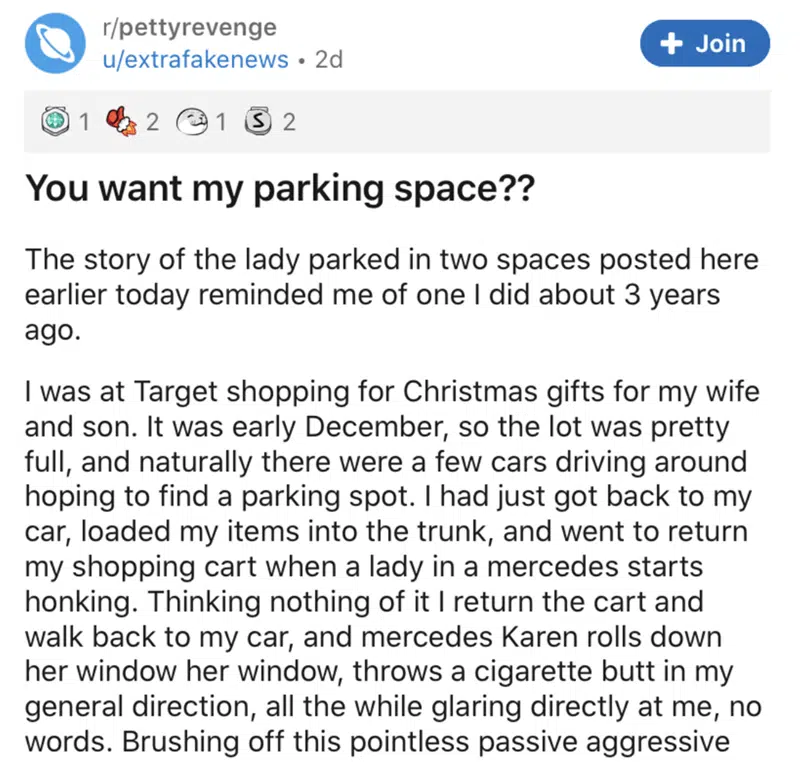 r/pettyrevenge
u/extrafakenews • 2d
+ Join
1 2 1 S 2
You want my parking space??
The story of the lady parked in two spaces posted here
earlier today reminded me of one I did about 3 years
ago.
I was at Target shopping for Christmas gifts for my wife
and son. It was early December, so the lot was pretty
full, and naturally there were a few cars driving around
hoping to find a parking spot. I had just got back to my
car, loaded my items into the trunk, and went to return
my shopping cart when a lady in a mercedes starts
honking. Thinking nothing of it I return the cart and
walk back to my car, and mercedes Karen rolls down
her window her window, throws a cigarette butt in my
general direction, all the while glaring directly at me, no
words. Brushing off this pointless passive aggressive